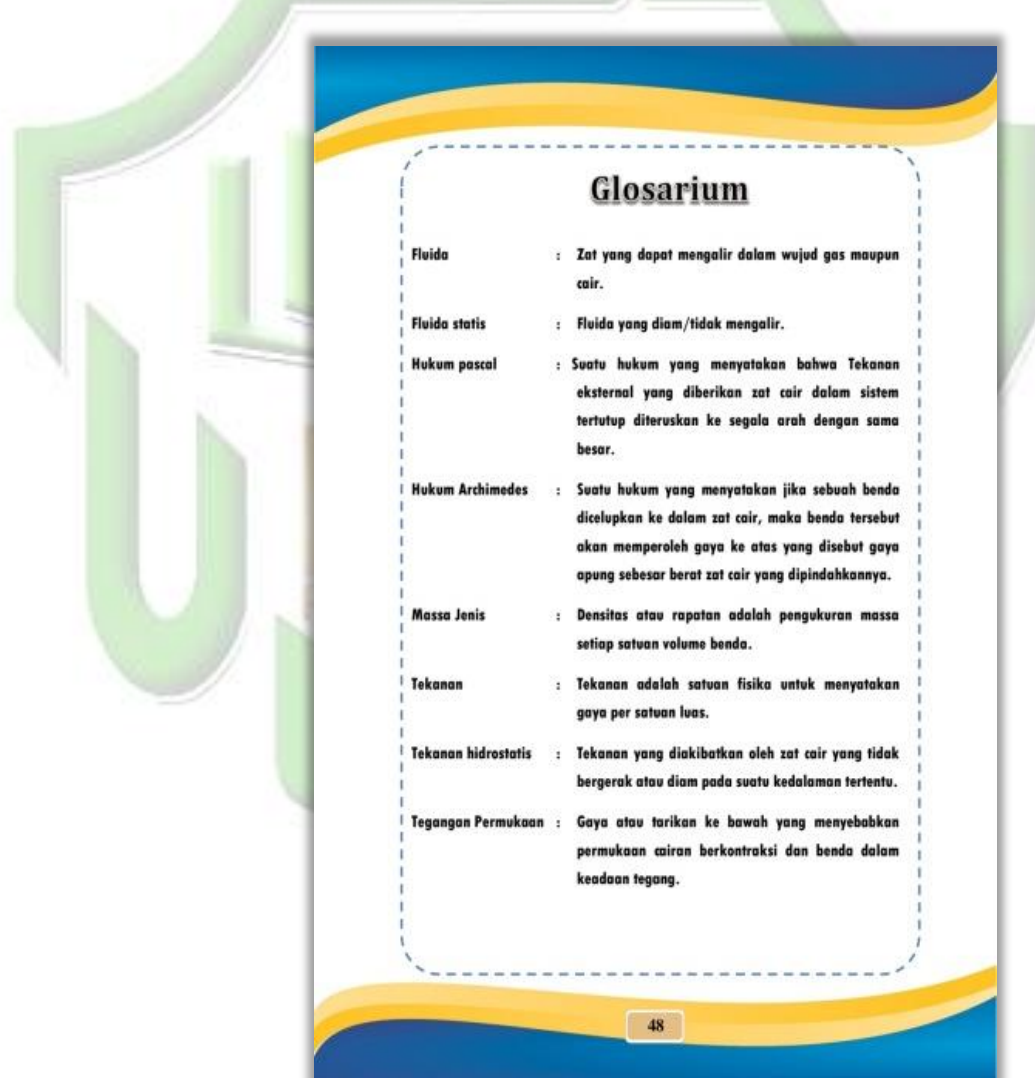 Glosarium
Fluida : Zat yang dapat mengalir dalam wujud gas maupun
cair.
Fluida statis : Fluida yang diam/tidak mengalir.
Hukum pascal : Suatu hukum yang menyatakan bahwa Tekanan
eksternal yang diberikan zat cair dalam sistem
tertutup diteruskan ke segala arah dengan sama
besar.
Hukum Archimedes : Suatu hukum yang menyatakan jika sebuah benda
dicelupkan ke dalam zat cair, maka benda tersebut
akan memperoleh gaya ke atas yang disebut gaya
apung sebesar berat zat cair yang dipindahkannya.
Massa Jenis : Densitas atau rapatan adalah pengukuran massa
setiap satuan volume benda.
Tekanan : Tekanan adalah satuan fisika untuk menyatakan
gaya per satuan luas.
Tekanan hidrostatis : Tekanan yang diakibatkan oleh zat cair yang tidak
bergerak atau diam pada suatu kedalaman tertentu.
Tegangan Permukaan : Gaya atau tarikan ke bawah yang menyebabkan
permukaan cairan berkontraksi dan benda dalam
keadaan tegang.
48